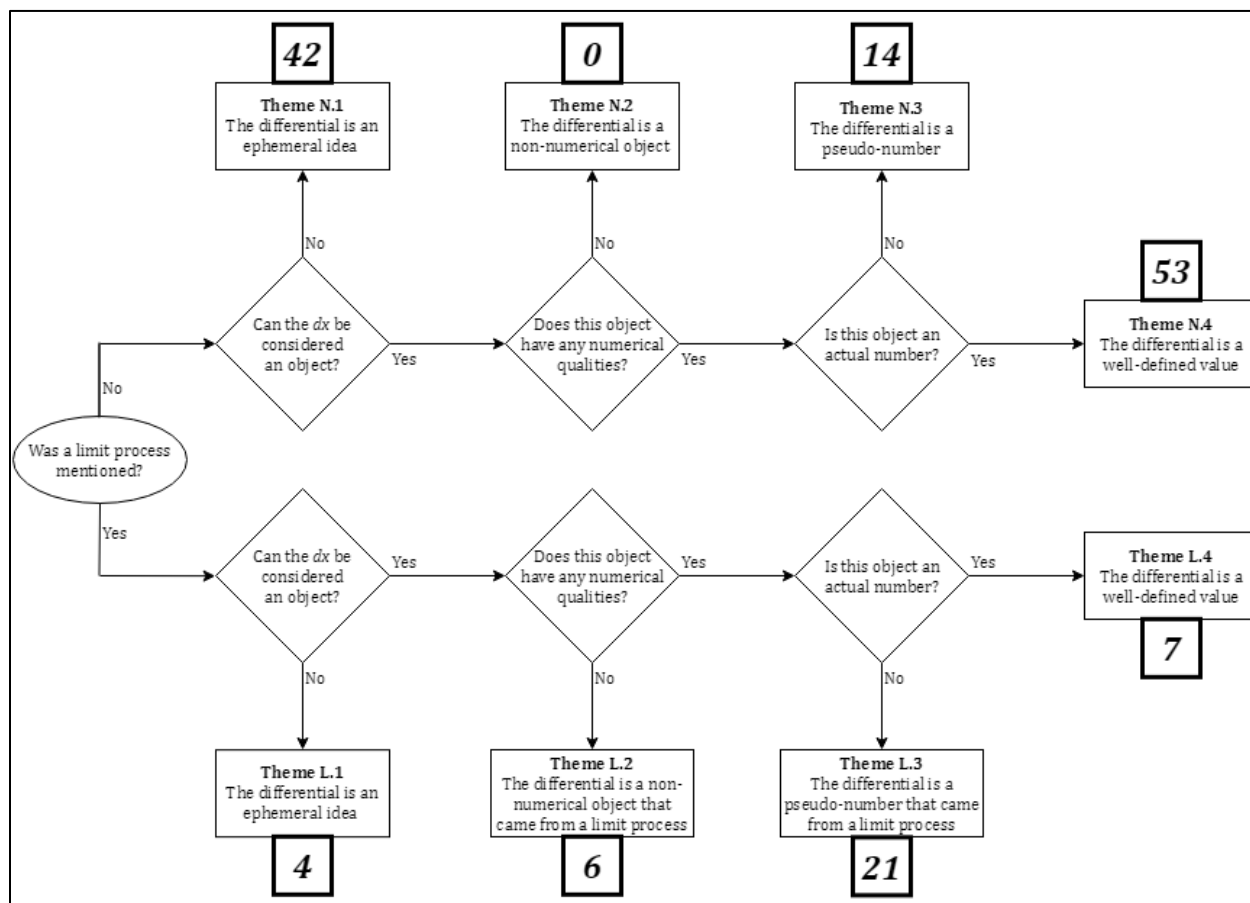 42
0
14
Theme N.1
The differential is an
ephemeral idea
Theme N.2
The differential is a
non-numerical object
Theme N.3
The differential is a
pseudo-number
No
No
No
53
Theme N.4
The differential is a
well-defined value
Can the dx be
considered
an object?
Yes
Does this object
have any numerical
qualities?
Yes
Is this object an
actual number?
Yes
No
Was a limit process
mentioned?
Yes
Can the dx be
considered
an object?
Yes
Does this object
have any numerical
qualities?
Yes
Is this object an
actual number?
Yes
Theme L.4
The differential is a
well-defined value
7
No
No
No
Theme L.1
The differential is an
ephemeral idea
Theme L.2
The differential is a non-
numerical object that
came from a limit process
Theme L.3
The differential is a
pseudo-number that came
from a limit process
4
6
21